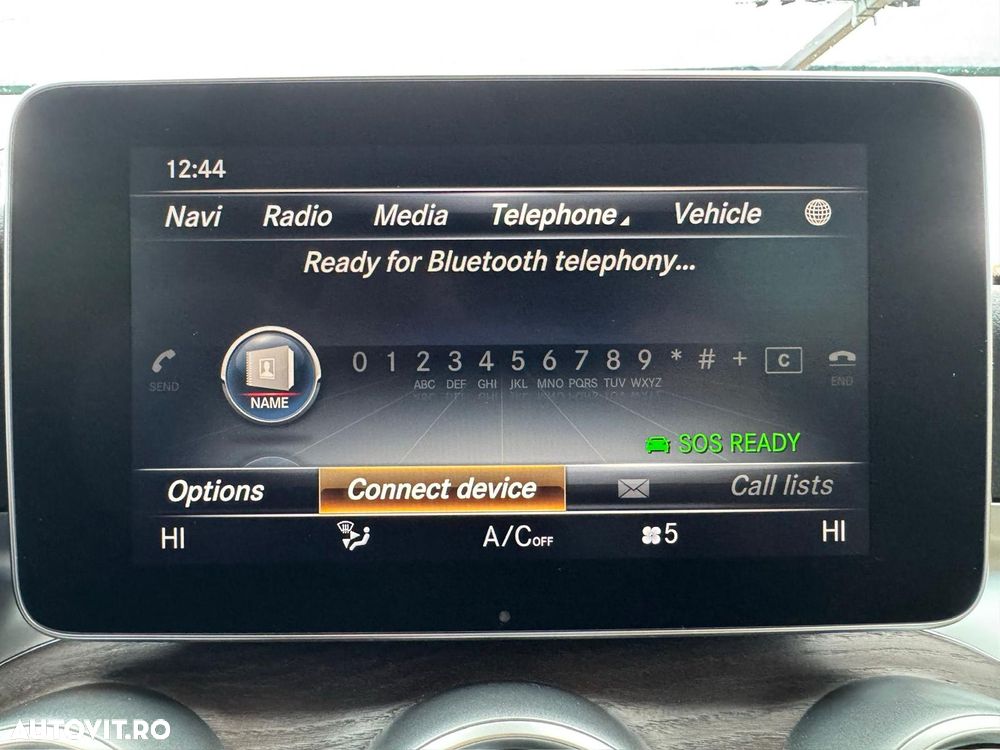 12:44
Navi Radio Media Telephone Vehicle
Ready for Bluetooth telephony...
0 1 2 3 4 5 6 7 8 9 * # + C
SEND ABC DEF GHI JKL MNO PQRS TUV WXYZ END
NAME
SOS READY
Options Connect device Call lists
HI A/C OFF 5 HI
AUTOVIT.RO